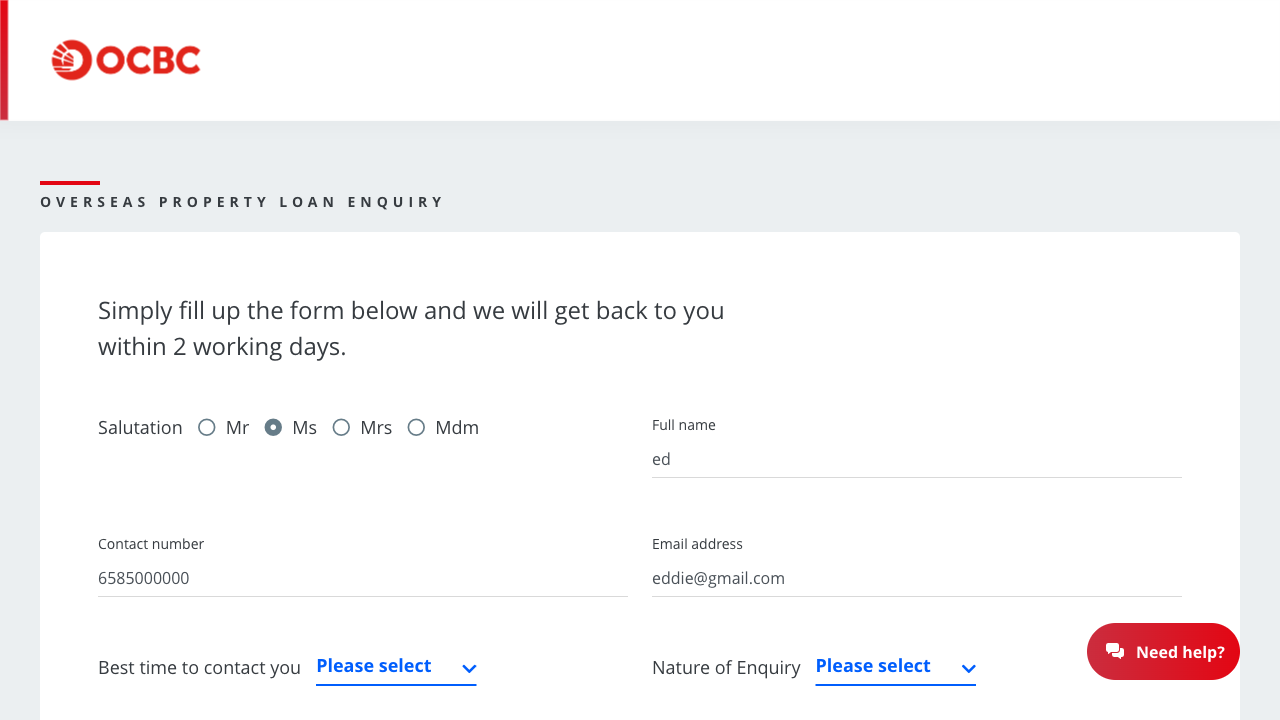 OCBC
OVERSEAS PROPERTY LOAN ENQUIRY
Simply fill up the form below and we will get back to you
within 2 working days.
Salutation Mr Ms Mrs Mdm
Full name
ed
Contact number
6585000000
Email address
eddie@gmail.com
Best time to contact you Please select
Nature of Enquiry Please select
Need help?